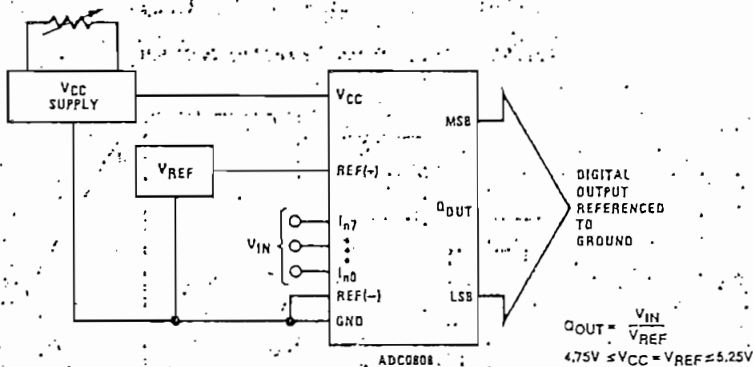 VCC
SUPPLY
VCC
MSB
VREF
REF(+)
DIGITAL
OUTPUT
REFERENCED
TO
GROUND
QOUT
VIN
In7
In0
REF(−)
LSB
GND
QOUT = VIN
VREF
4.75V ≤ VCC = VREF ≤ 5.25V
ADC0808